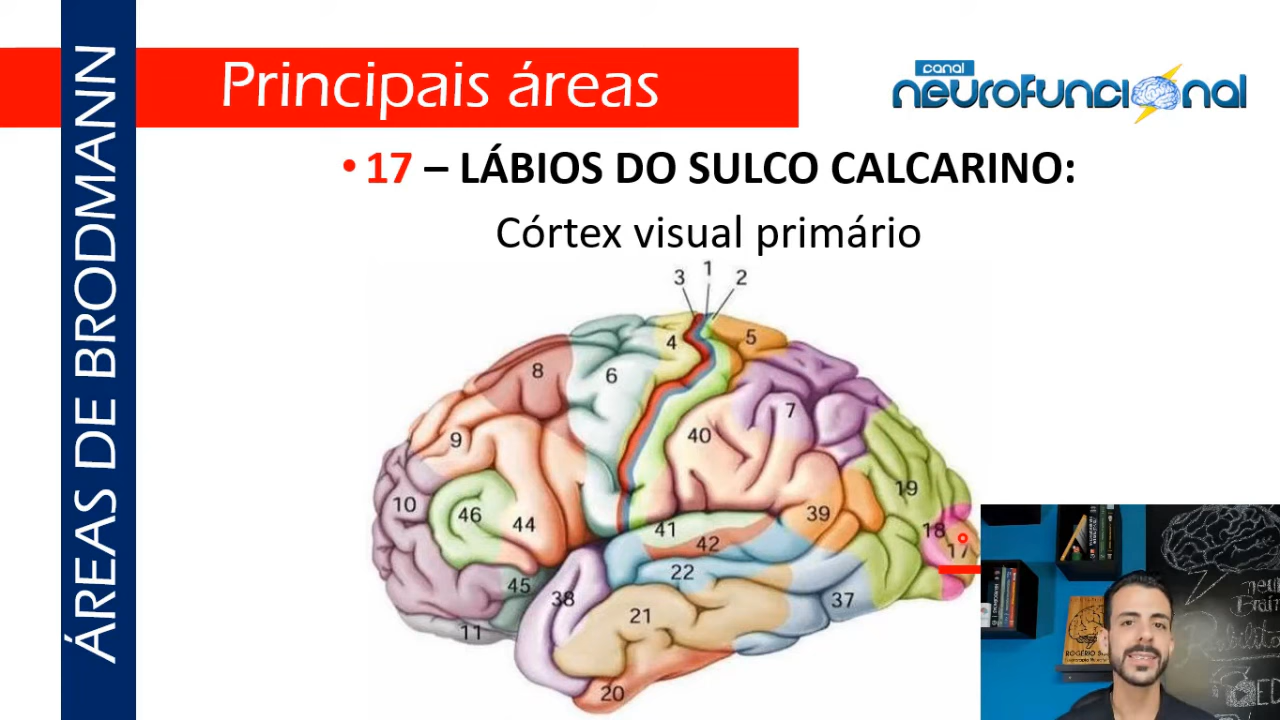 ÁREAS DE BRODMANN
Principais áreas
canal
neurofuncional
• 17 – LÁBIOS DO SULCO CALCARINO:
Córtex visual primário
3 1 2
4 5
8 6
7
9 40
10 46 44 19
39 18
41 17
42
22
45 38 37
21
11
20
ROGÉRIO